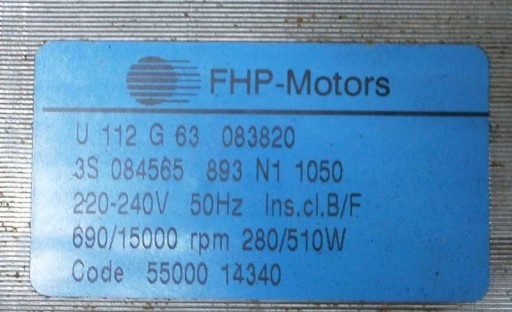 FHP-Motors
U 112 G 63 083820
3S 084565 893 N1 1050
220-240V 50Hz Ins.cl.B/F
690/15000 rpm 280/510W
Code 55000 14340